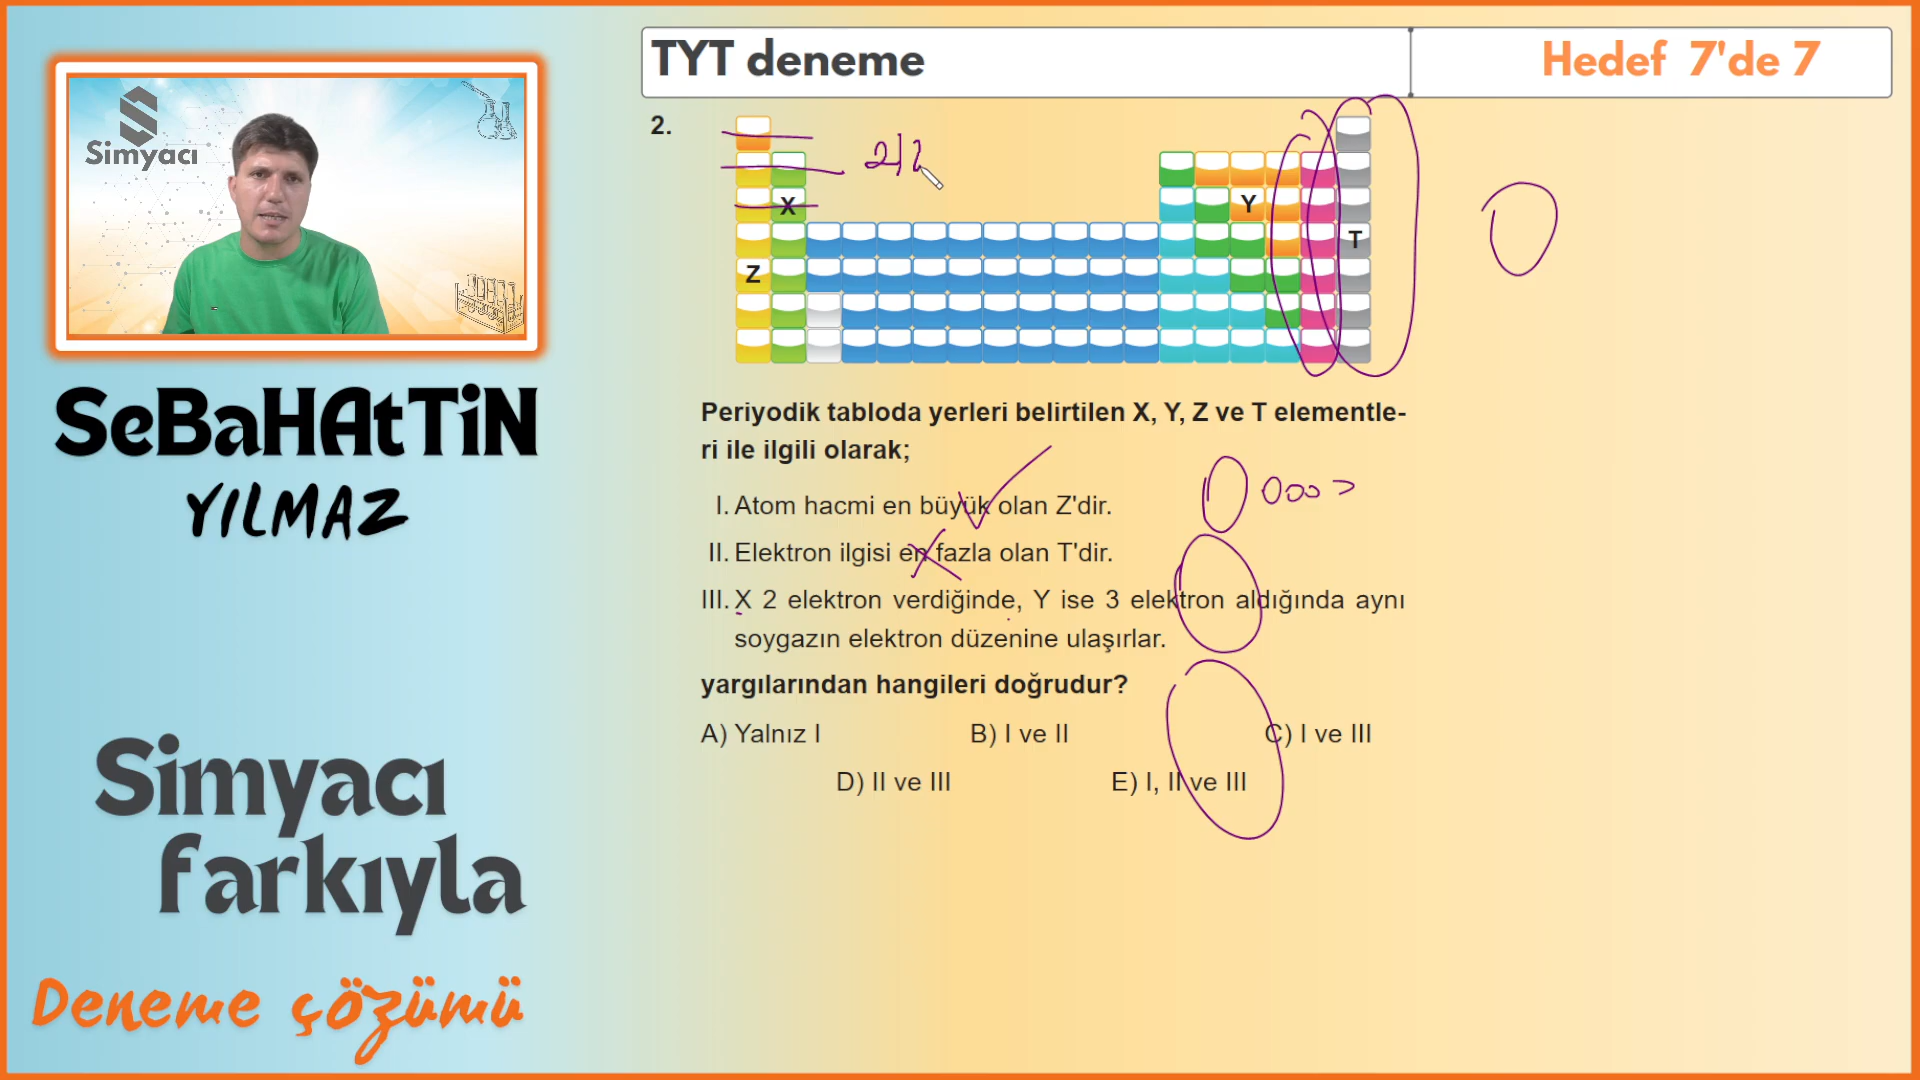 TYT deneme
Hedef 7'de 7
Simyacı
SeBaHAtTiN
YILMAZ
Simyacı
farkıyla
Deneme çözümü
2.
X
Y
T
Z
Periyodik tabloda yerleri belirtilen X, Y, Z ve T elementle-
ri ile ilgili olarak;
I. Atom hacmi en büyük olan Z'dir.
II. Elektron ilgisi en fazla olan T'dir.
III. X 2 elektron verdiğinde, Y ise 3 elektron aldığında aynı
soygazın elektron düzenine ulaşırlar.
yargılarından hangileri doğrudur?
A) Yalnız I
B) I ve II
C) I ve III
D) II ve III
E) I, II ve III